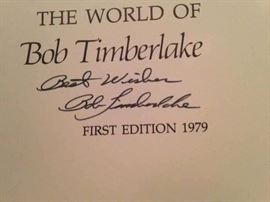 THE WORLD OF
Bob Timberlake
Best Wishes
Bob Timberlake
FIRST EDITION 1979